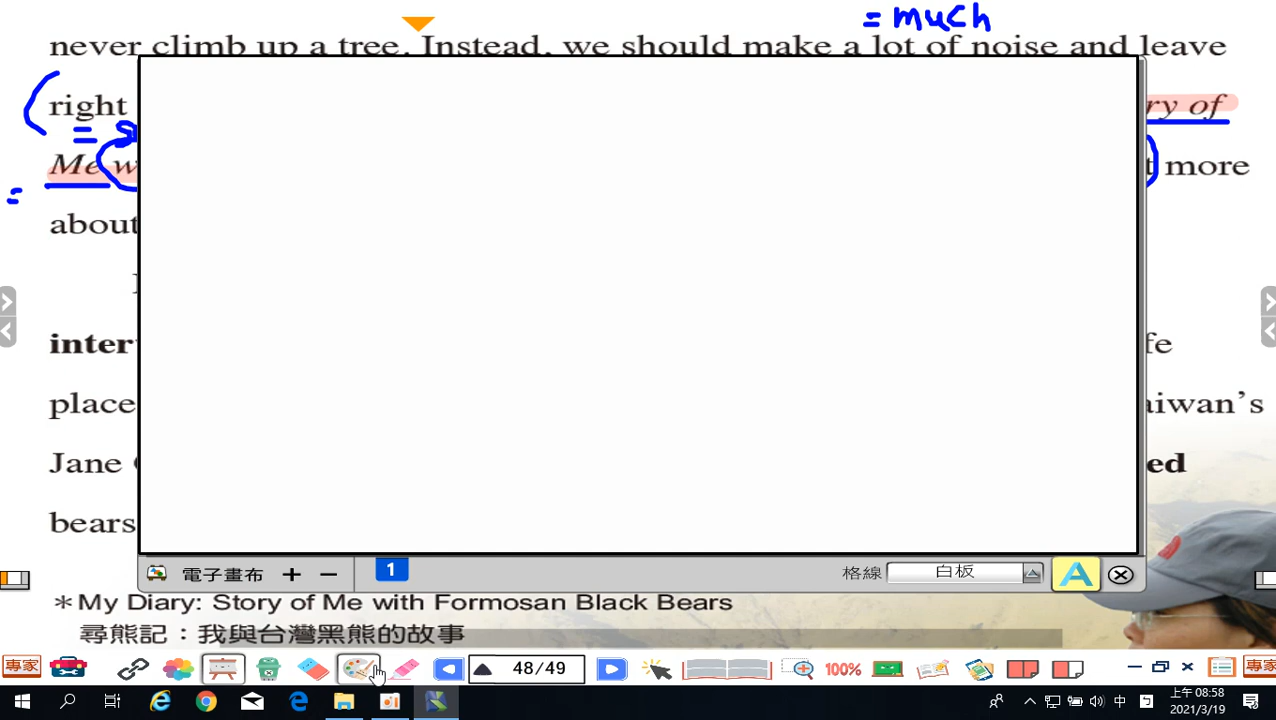 = much
never climb up a tree. Instead, we should make a lot of noise and leave
right
ry of
=
Me w
t more
=
about
inter
fe
place
aiwan's
Jane
ed
bears
電子畫布 + − 1 格線 白板 A
*My Diary: Story of Me with Formosan Black Bears
尋熊記：我與台灣黑熊的故事
專家 48/49 100% 專家
中
上午 08:58
2021/3/19